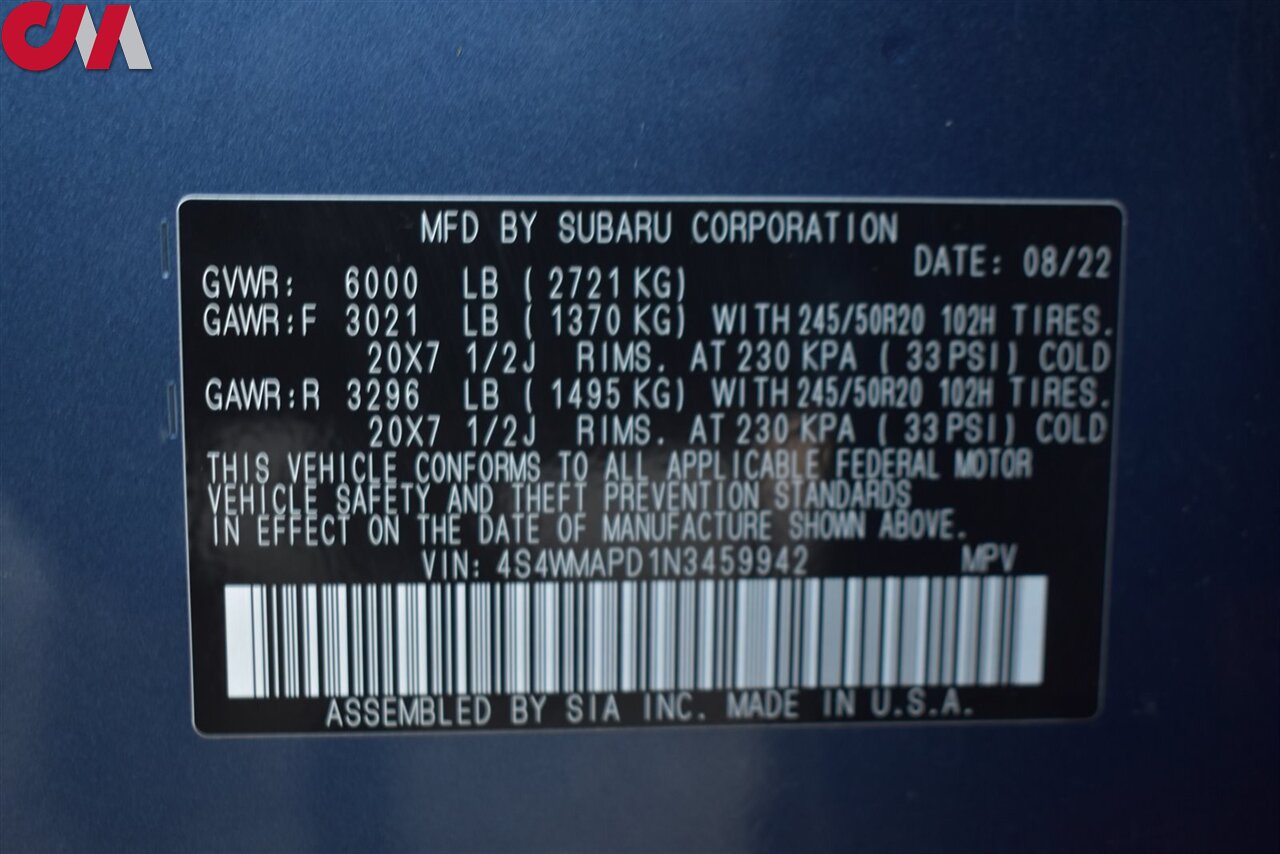 CM
MFD BY SUBARU CORPORATION
DATE: 08/22
GVWR: 6000 LB ( 2721 KG)
GAWR:F 3021 LB ( 1370 KG) WITH 245/50R20 102H TIRES.
20X7 1/2J RIMS. AT 230 KPA ( 33 PSI) COLD
GAWR:R 3296 LB ( 1495 KG) WITH 245/50R20 102H TIRES.
20X7 1/2J RIMS. AT 230 KPA ( 33 PSI) COLD
THIS VEHICLE CONFORMS TO ALL APPLICABLE FEDERAL MOTOR
VEHICLE SAFETY AND THEFT PREVENTION STANDARDS
IN EFFECT ON THE DATE OF MANUFACTURE SHOWN ABOVE.
VIN: 4S4WMAPD1N3459942 MPV
ASSEMBLED BY SIA INC. MADE IN U.S.A.